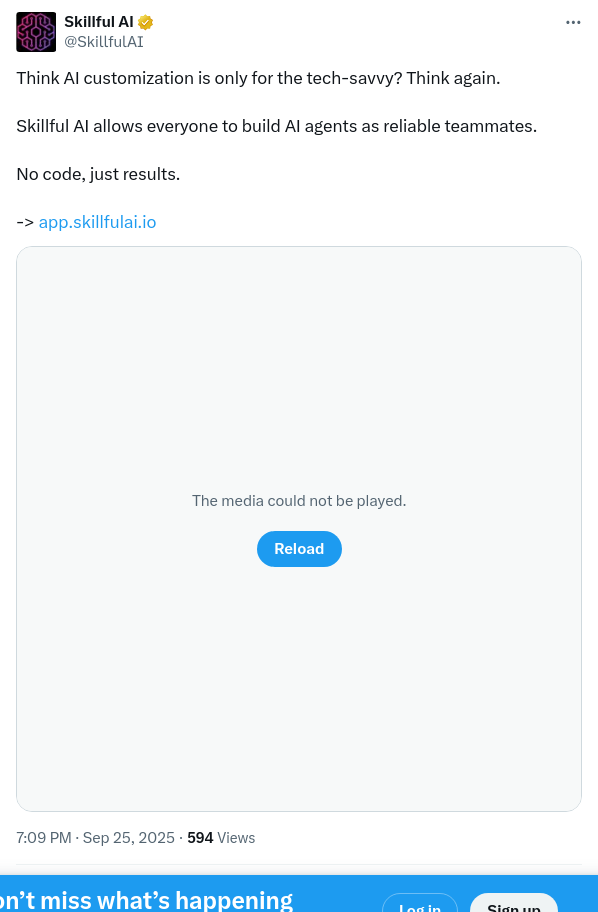 Skillful AI
@SkillfulAI
Think AI customization is only for the tech-savvy? Think again.
Skillful AI allows everyone to build AI agents as reliable teammates.
No code, just results.
-> app.skillfulai.io
The media could not be played.
Reload
7:09 PM · Sep 25, 2025 · 594 Views
on’t miss what’s happening
Log in
Sign up